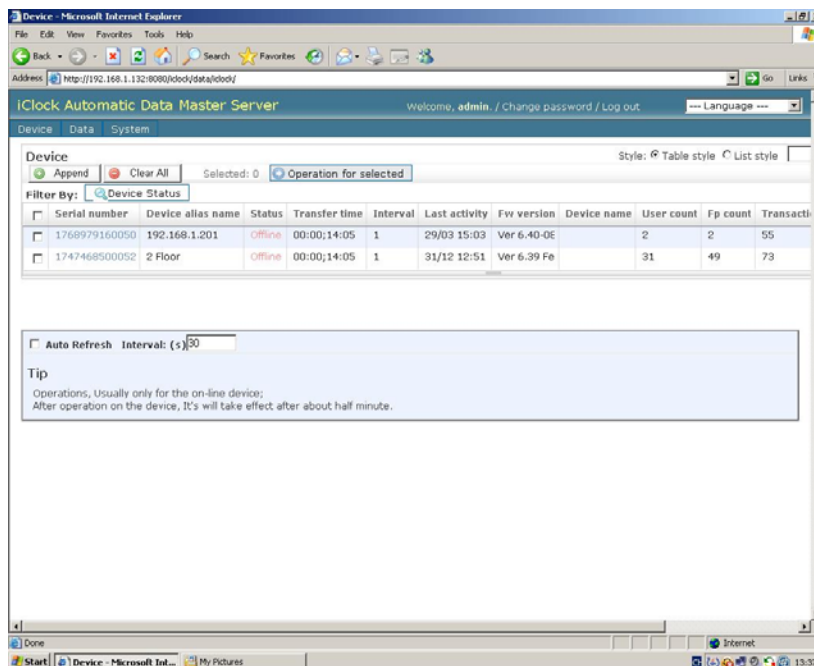 Device - Microsoft Internet Explorer
File Edit View Favorites Tools Help
Back Search Favorites
Address http://192.168.1.132:8080/iclock/data/iclock/ Go Links
iClock Automatic Data Master Server Welcome, admin. / Change password / Log out --- Language ---
Device Data System
Device Style: Table style List style
Append Clear All Selected: 0 Operation for selected
Filter By: Device Status
Serial number Device alias name Status Transfer time Interval Last activity Fw version Device name User count Fp count Transacti
1768979160050 192.168.1.201 Offline 00:00;14:05 1 29/03 15:03 Ver 6.40-0E 2 2 55
1747468500052 2 Floor Offline 00:00;14:05 1 31/12 12:51 Ver 6.39 Fe 31 49 73
Auto Refresh Interval: (s) 30
Tip
Operations, Usually only for the on-line device;
After operation on the device, It's will take effect after about half minute.
Done Internet
Start Device - Microsoft Int... My Pictures